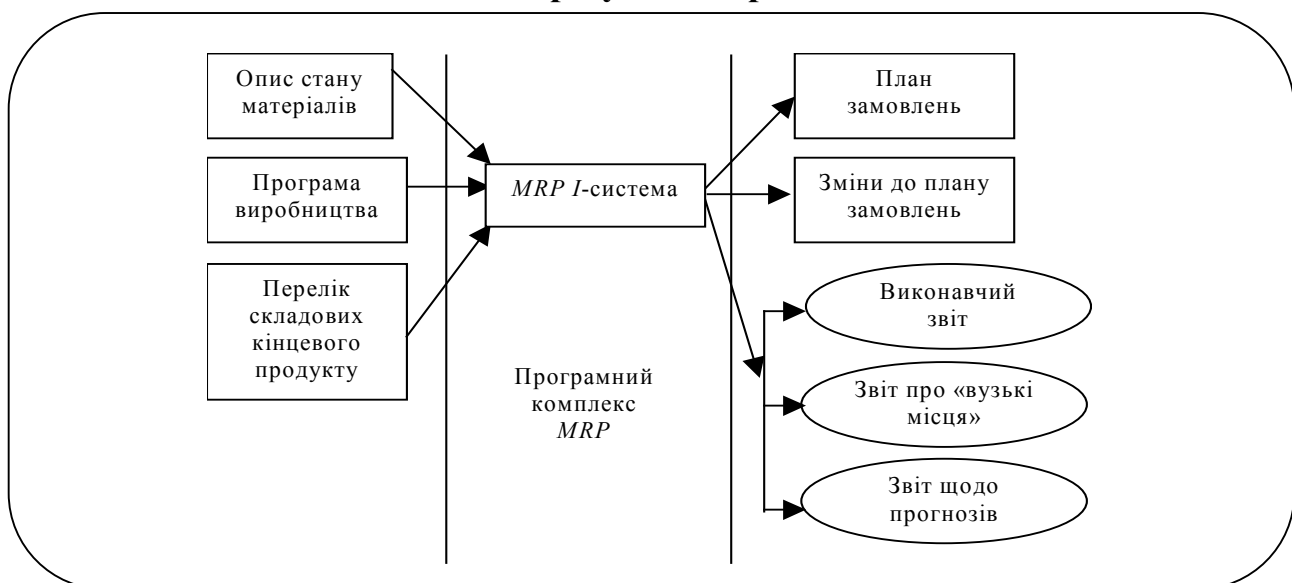 Опис стану
матеріалів
Програма
виробництва
Перелік
складових
кінцевого
продукту
MRP I-система
Програмний
комплекс
MRP
План
замовлень
Зміни до плану
замовлень
Виконавчий
звіт
Звіт про «вузькі
місця»
Звіт щодо
прогнозів